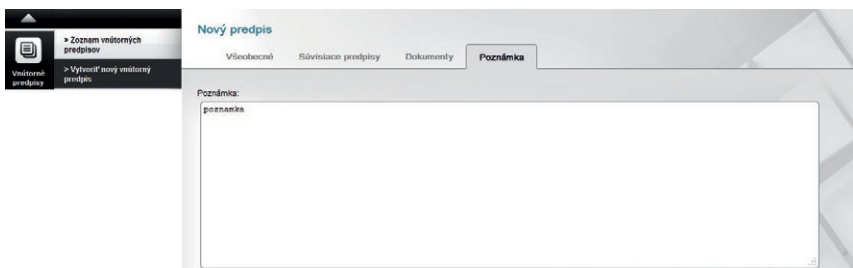 Vnútorné
predpisy
» Zoznam vnútorných
predpisov
> Vytvoriť nový vnútorný
predpis
Nový predpis
Všeobecné Súvisiace predpisy Dokumenty Poznámka
Poznámka:
poznamka